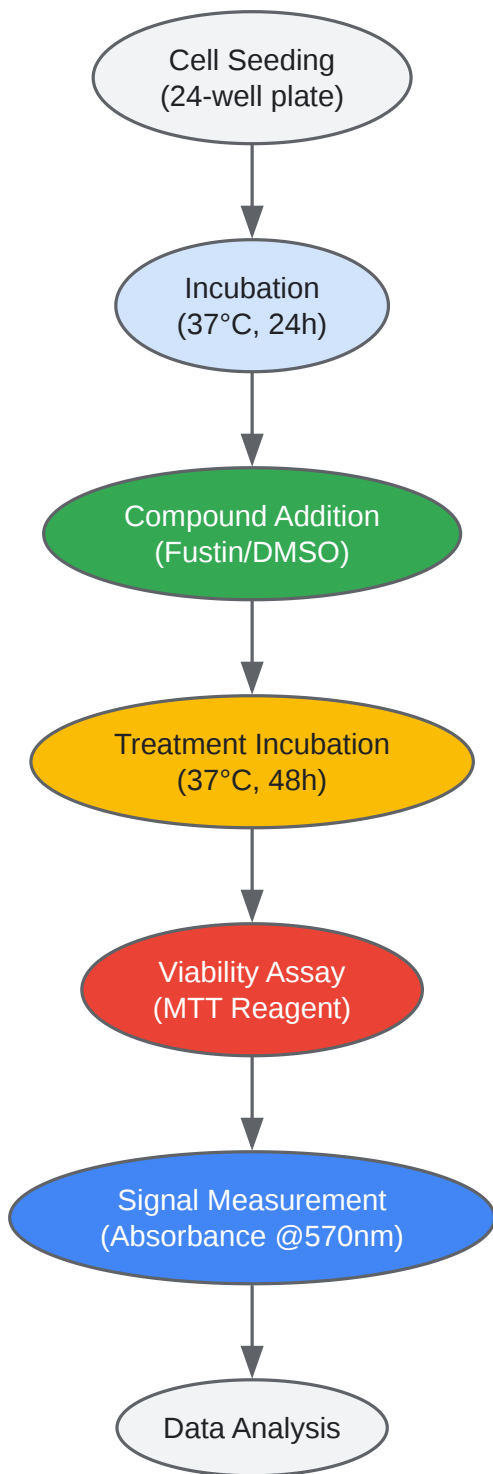 Cell Seeding
(24-well plate)
Incubation
(37°C, 24h)
Compound Addition
(Fustin/DMSO)
Treatment Incubation
(37°C, 48h)
Viability Assay
(MTT Reagent)
Signal Measurement
(Absorbance @570nm)
Data Analysis